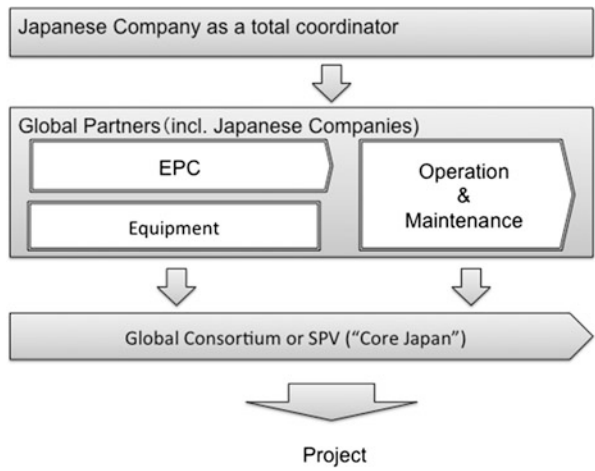 Japanese Company as a total coordinator
Global Partners(incl. Japanese Companies)
EPC
Equipment
Operation
&
Maintenance
Global Consortium or SPV (“Core Japan”)
Project